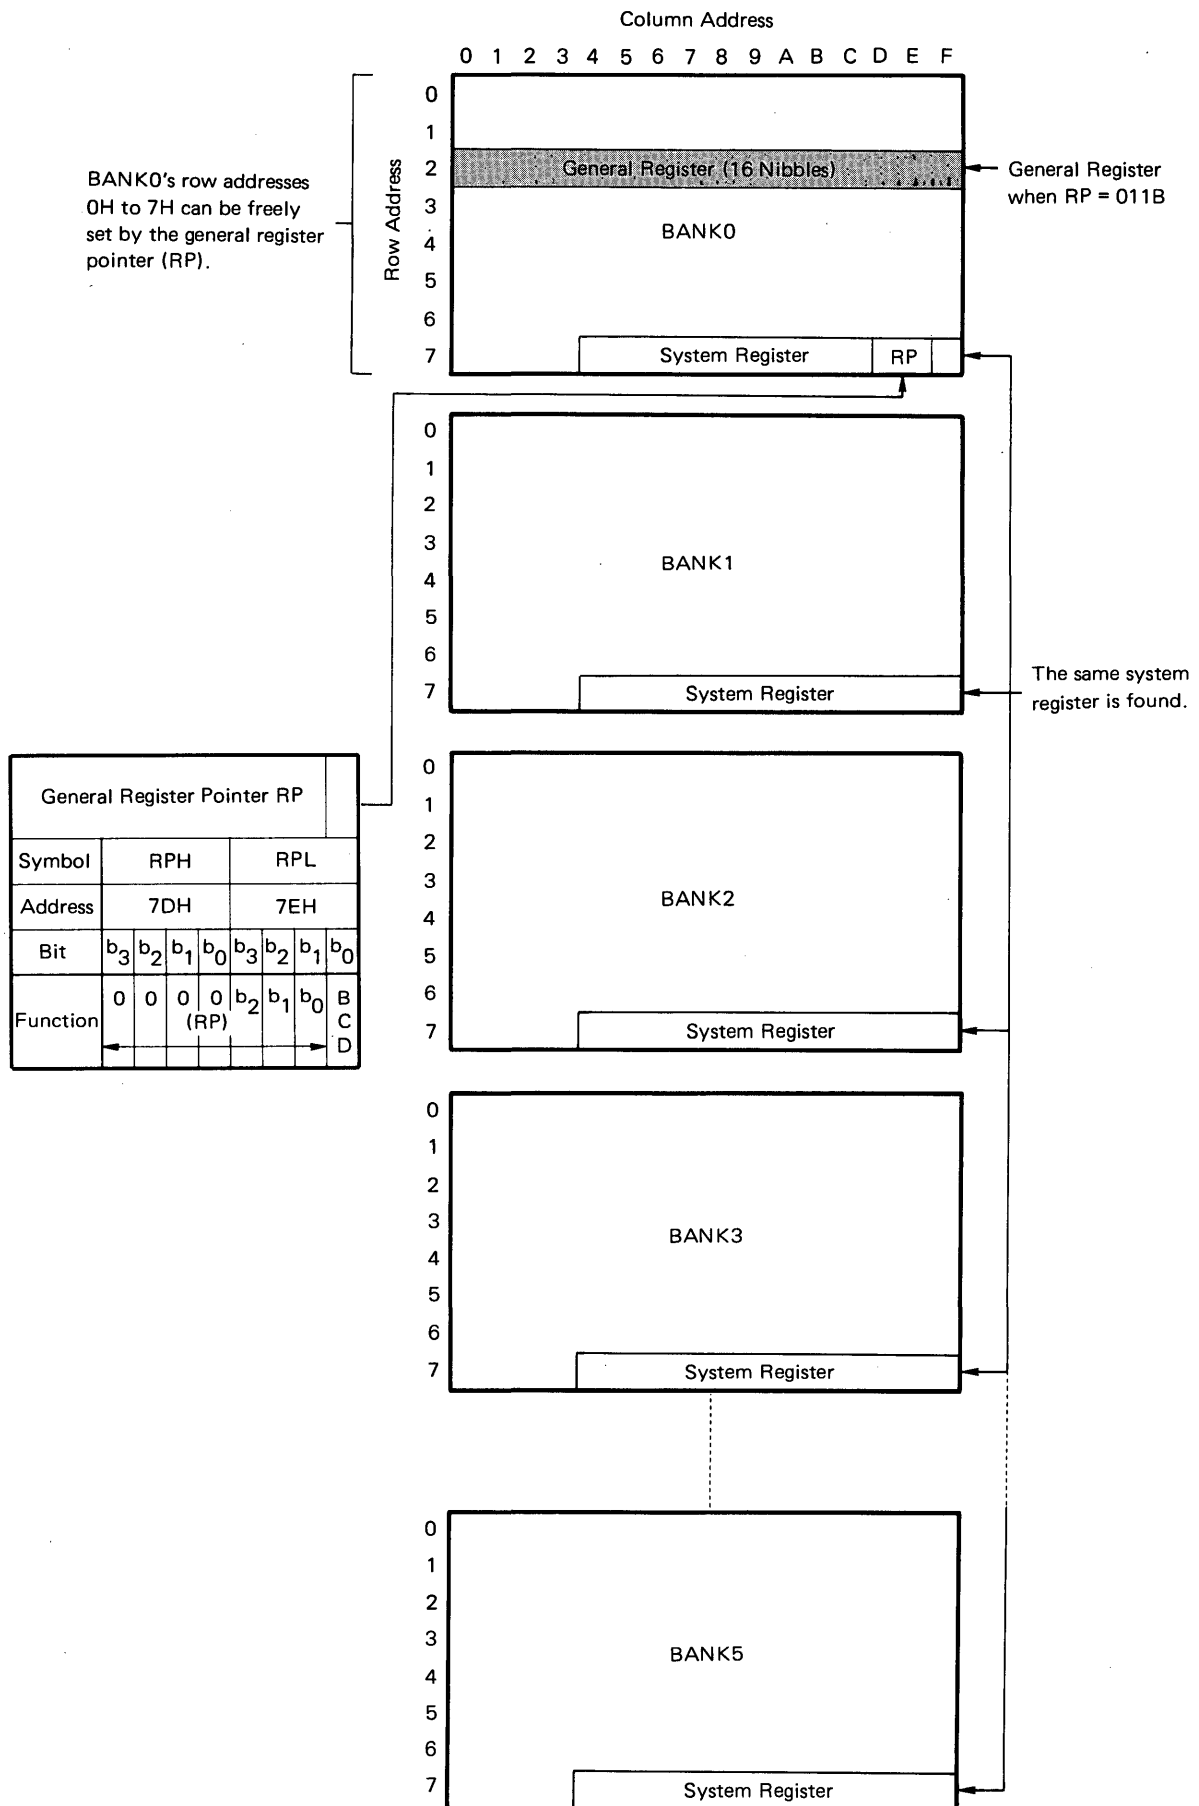 Column Address
0 1 2 3 4 5 6 7 8 9 A B C D E F
BANK0's row addresses
0H to 7H can be freely
set by the general register
pointer (RP).
Row Address
0
1
2 General Register (16 Nibbles)
General Register
when RP = 011B
3
BANK0
4
5
6
7 System Register RP
0
1
2
3
BANK1
4
5
6
7 System Register
The same system
register is found.
General Register Pointer RP
Symbol RPH RPL
Address 7DH 7EH
Bit b3 b2 b1 b0 b3 b2 b1 b0
Function 0 0 0 0 b2 b1 b0 B C D
(RP)
0
1
2
3
BANK2
4
5
6
7 System Register
0
1
2
3
BANK3
4
5
6
7 System Register
0
1
2
3
BANK5
4
5
6
7 System Register